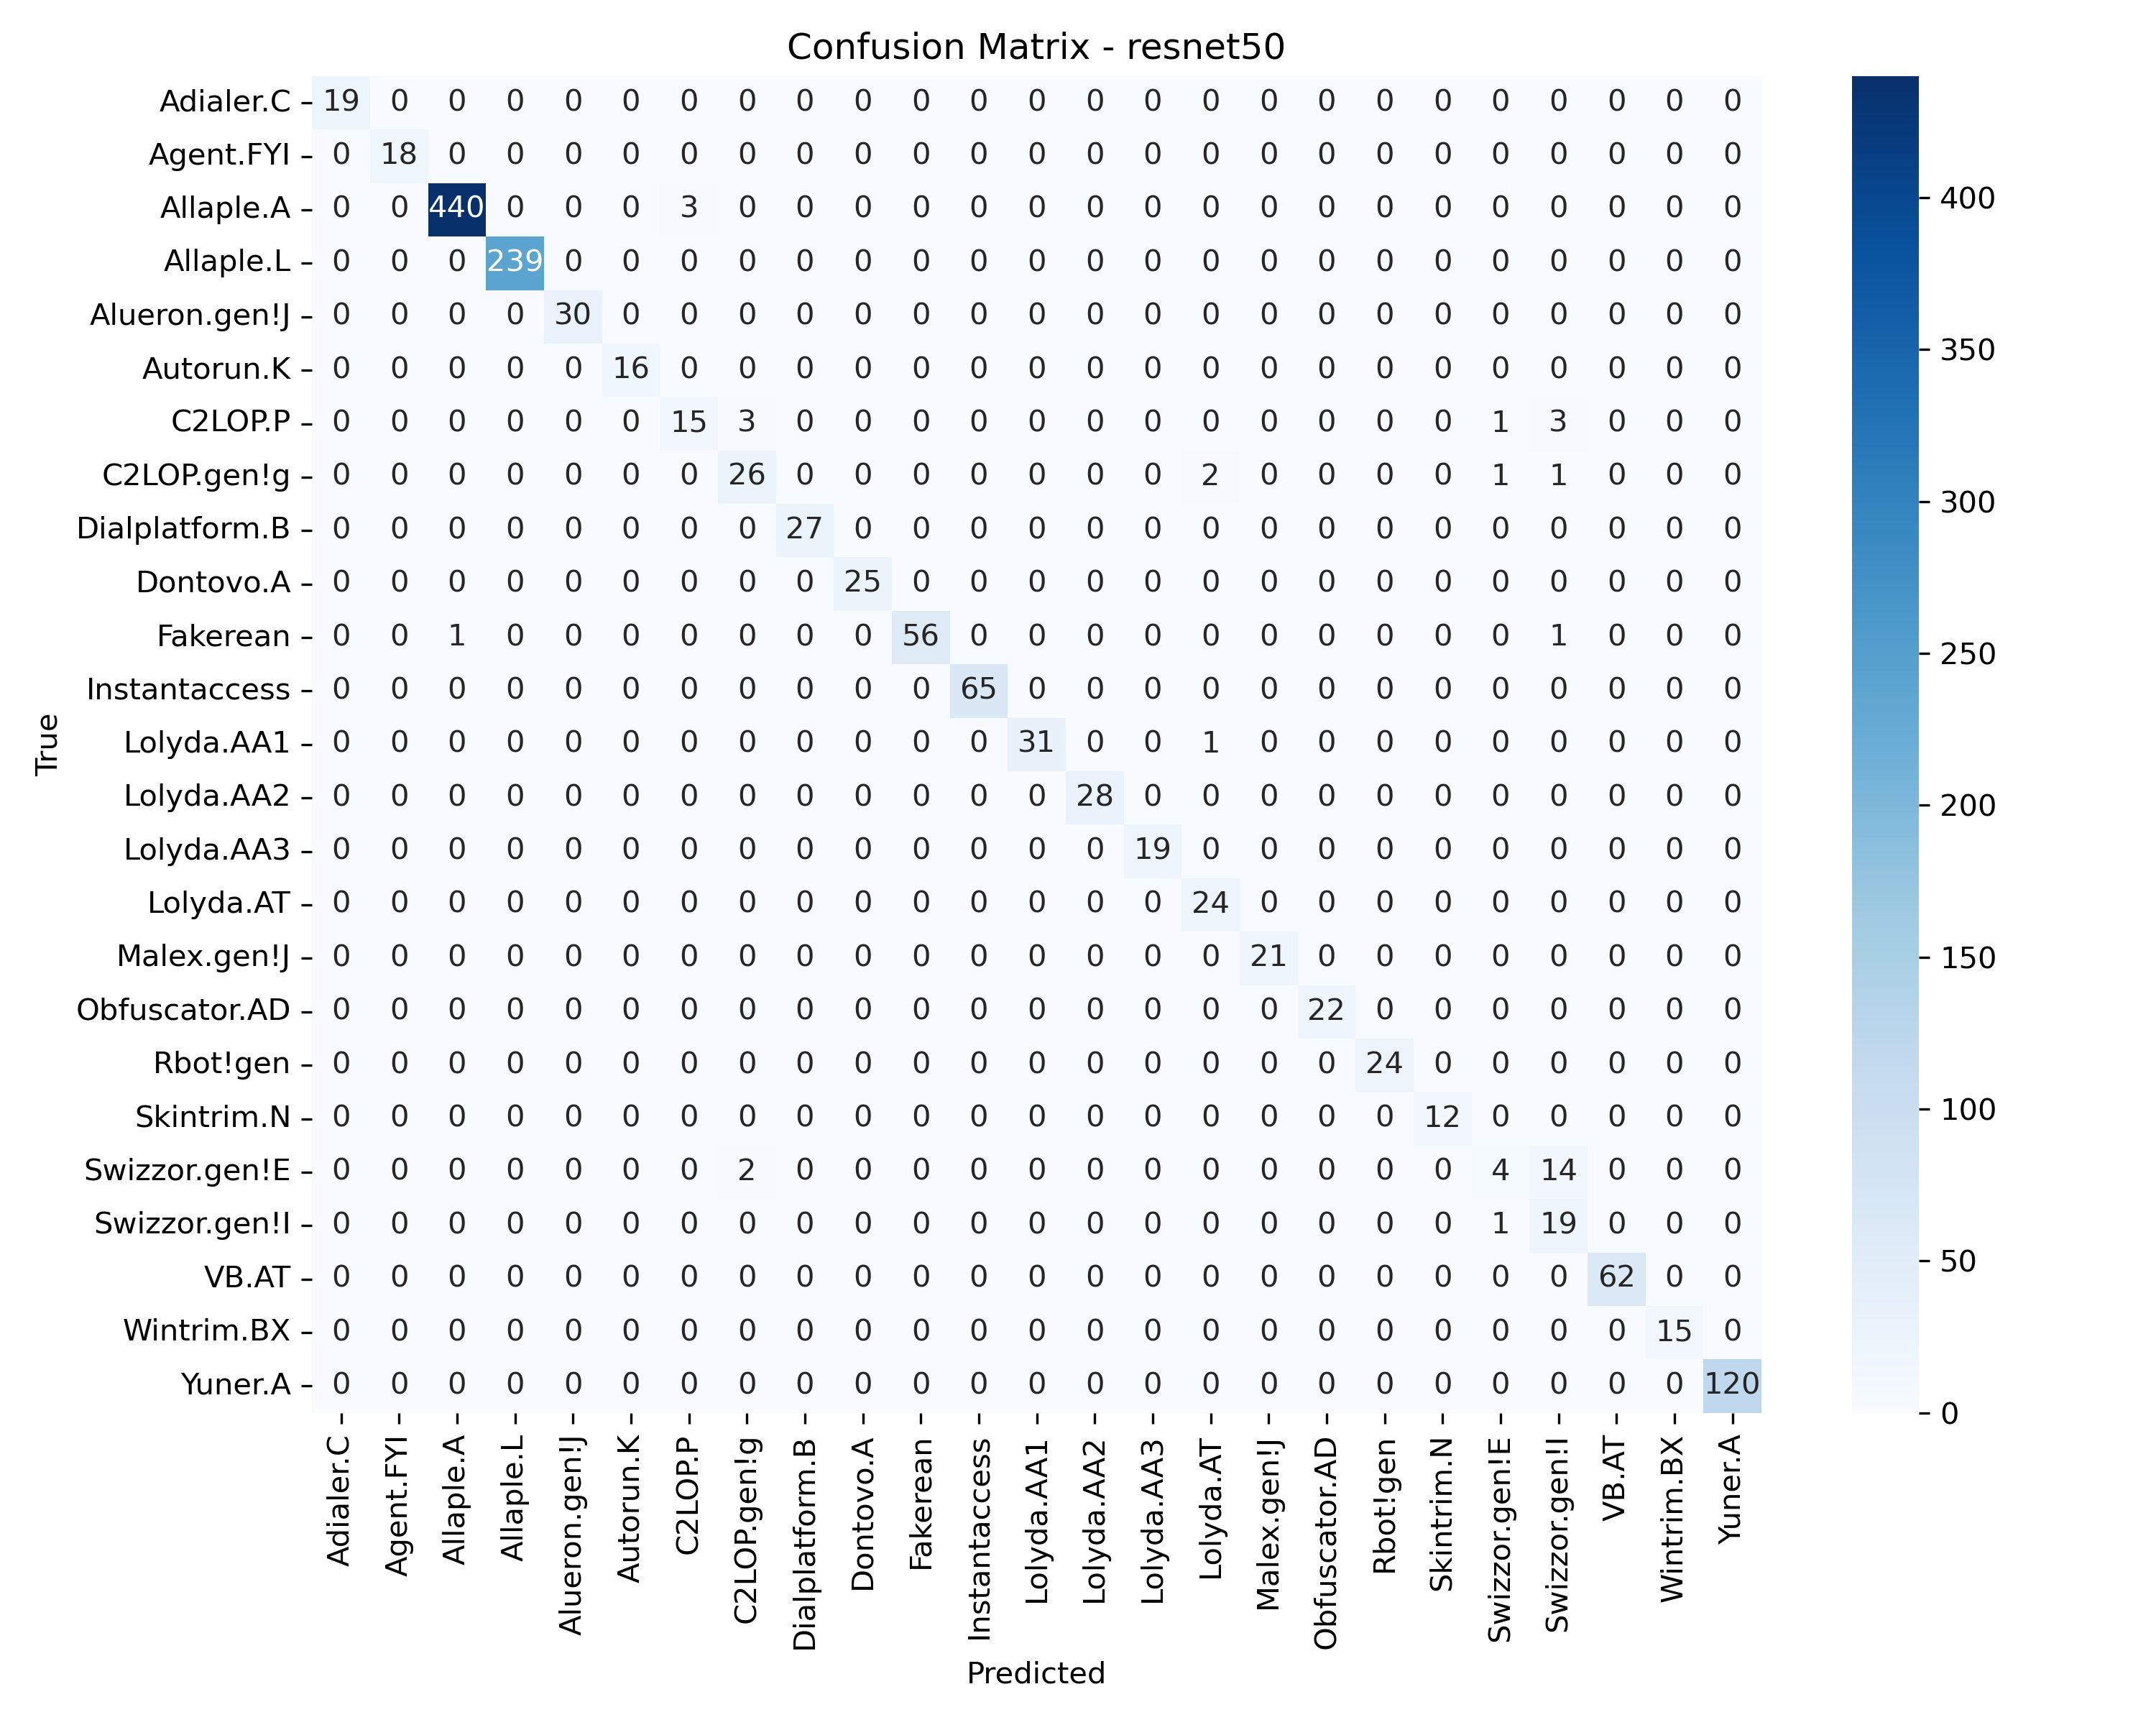 Confusion Matrix - resnet50
Adialer.C 19 0 0 0 0 0 0 0 0 0 0 0 0 0 0 0 0 0 0 0 0 0 0 0 0
Agent.FYI 0 18 0 0 0 0 0 0 0 0 0 0 0 0 0 0 0 0 0 0 0 0 0 0 0
Allaple.A 0 0 440 0 0 0 3 0 0 0 0 0 0 0 0 0 0 0 0 0 0 0 0 0 0
Allaple.L 0 0 0 239 0 0 0 0 0 0 0 0 0 0 0 0 0 0 0 0 0 0 0 0 0
Alueron.gen!J 0 0 0 0 30 0 0 0 0 0 0 0 0 0 0 0 0 0 0 0 0 0 0 0 0
Autorun.K 0 0 0 0 0 16 0 0 0 0 0 0 0 0 0 0 0 0 0 0 0 0 0 0 0
C2LOP.P 0 0 0 0 0 0 15 3 0 0 0 0 0 0 0 0 0 0 0 0 1 3 0 0 0
C2LOP.gen!g 0 0 0 0 0 0 0 26 0 0 0 0 0 0 0 2 0 0 0 0 1 1 0 0 0
Dialplatform.B 0 0 0 0 0 0 0 0 27 0 0 0 0 0 0 0 0 0 0 0 0 0 0 0 0
Dontovo.A 0 0 0 0 0 0 0 0 0 25 0 0 0 0 0 0 0 0 0 0 0 0 0 0 0
Fakerean 0 0 1 0 0 0 0 0 0 0 56 0 0 0 0 0 0 0 0 0 0 1 0 0 0
Instantaccess 0 0 0 0 0 0 0 0 0 0 0 65 0 0 0 0 0 0 0 0 0 0 0 0 0
Lolyda.AA1 0 0 0 0 0 0 0 0 0 0 0 0 31 0 0 1 0 0 0 0 0 0 0 0 0
Lolyda.AA2 0 0 0 0 0 0 0 0 0 0 0 0 0 28 0 0 0 0 0 0 0 0 0 0 0
Lolyda.AA3 0 0 0 0 0 0 0 0 0 0 0 0 0 0 19 0 0 0 0 0 0 0 0 0 0
Lolyda.AT 0 0 0 0 0 0 0 0 0 0 0 0 0 0 0 24 0 0 0 0 0 0 0 0 0
Malex.gen!J 0 0 0 0 0 0 0 0 0 0 0 0 0 0 0 0 21 0 0 0 0 0 0 0 0
Obfuscator.AD 0 0 0 0 0 0 0 0 0 0 0 0 0 0 0 0 0 22 0 0 0 0 0 0 0
Rbot!gen 0 0 0 0 0 0 0 0 0 0 0 0 0 0 0 0 0 0 24 0 0 0 0 0 0
Skintrim.N 0 0 0 0 0 0 0 0 0 0 0 0 0 0 0 0 0 0 0 12 0 0 0 0 0
Swizzor.gen!E 0 0 0 0 0 0 0 2 0 0 0 0 0 0 0 0 0 0 0 0 4 14 0 0 0
Swizzor.gen!I 0 0 0 0 0 0 0 0 0 0 0 0 0 0 0 0 0 0 0 0 1 19 0 0 0
VB.AT 0 0 0 0 0 0 0 0 0 0 0 0 0 0 0 0 0 0 0 0 0 0 62 0 0
Wintrim.BX 0 0 0 0 0 0 0 0 0 0 0 0 0 0 0 0 0 0 0 0 0 0 0 15 0
Yuner.A 0 0 0 0 0 0 0 0 0 0 0 0 0 0 0 0 0 0 0 0 0 0 0 0 120
True
Adialer.C
Agent.FYI
Allaple.A
Allaple.L
Alueron.gen!J
Autorun.K
C2LOP.P
C2LOP.gen!g
Dialplatform.B
Dontovo.A
Fakerean
Instantaccess
Lolyda.AA1
Lolyda.AA2
Lolyda.AA3
Lolyda.AT
Malex.gen!J
Obfuscator.AD
Rbot!gen
Skintrim.N
Swizzor.gen!E
Swizzor.gen!I
VB.AT
Wintrim.BX
Yuner.A
Predicted
400
350
300
250
200
150
100
50
0